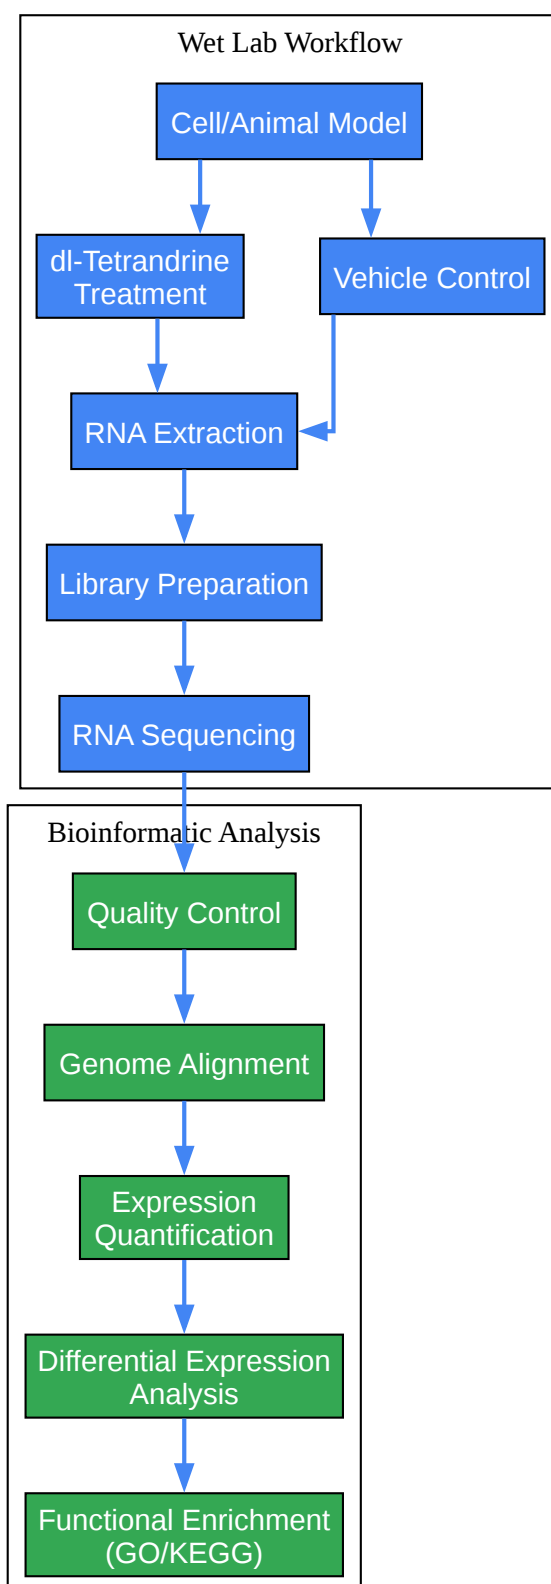 Wet Lab Workflow
Cell/Animal Model
dl-Tetrandrine
Treatment
Vehicle Control
RNA Extraction
Library Preparation
RNA Sequencing
Bioinformatic Analysis
Quality Control
Genome Alignment
Expression
Quantification
Differential Expression
Analysis
Functional Enrichment
(GO/KEGG)